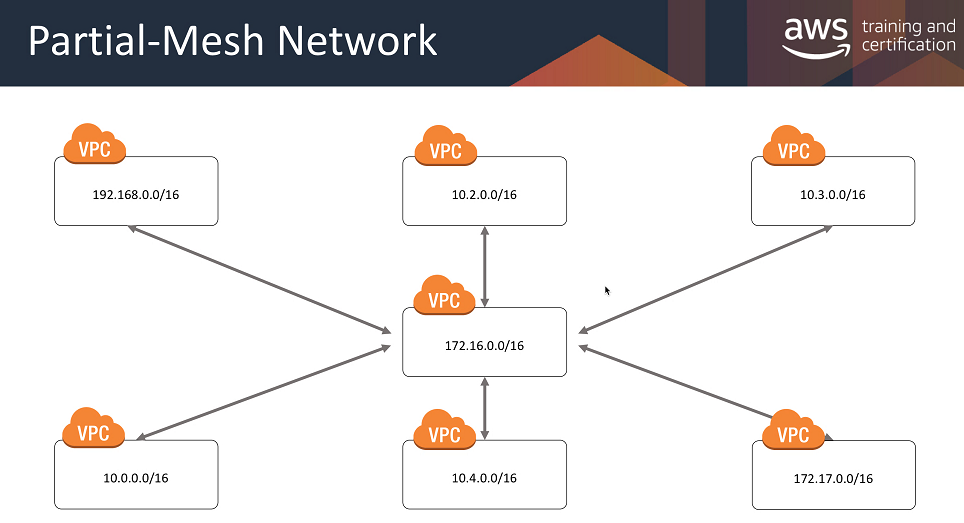 Partial-Mesh Network
aws training and
certification
VPC
192.168.0.0/16
VPC
10.2.0.0/16
VPC
10.3.0.0/16
VPC
172.16.0.0/16
VPC
10.0.0.0/16
VPC
10.4.0.0/16
VPC
172.17.0.0/16